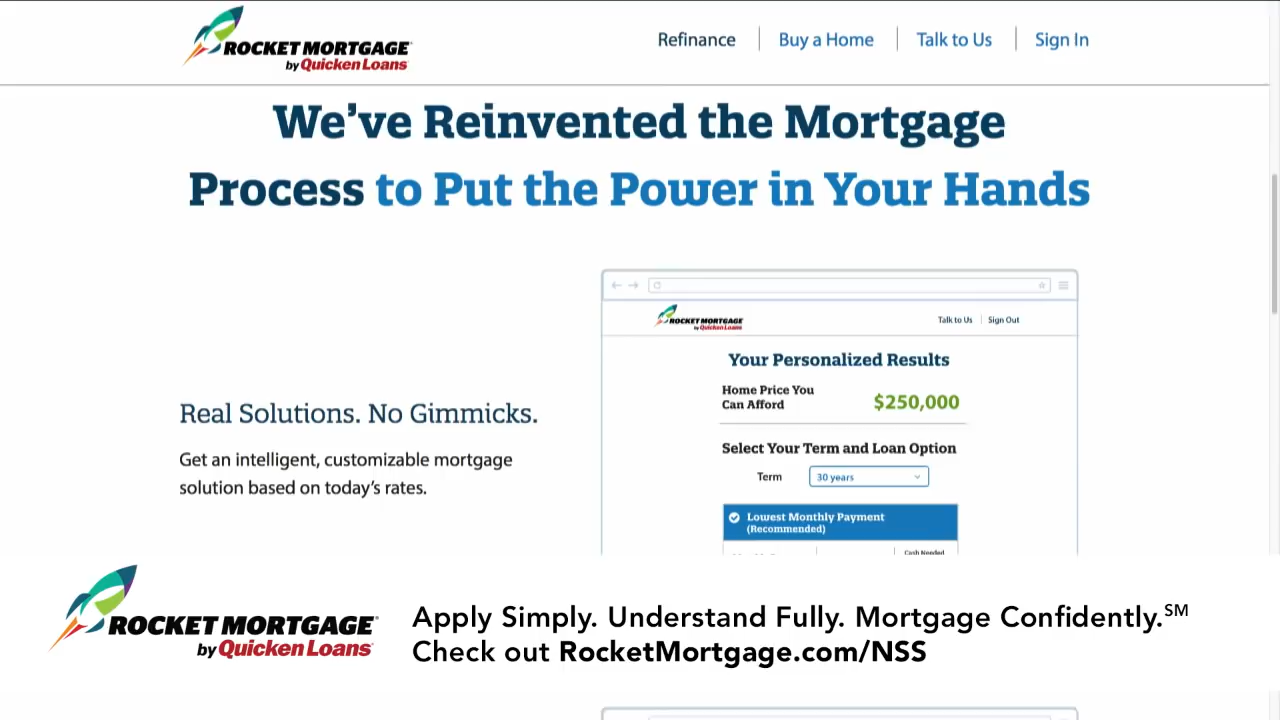 ROCKET MORTGAGE
by Quicken Loans
Refinance
Buy a Home
Talk to Us
Sign In
We've Reinvented the Mortgage
Process to Put the Power in Your Hands
Real Solutions. No Gimmicks.
Get an intelligent, customizable mortgage
solution based on today's rates.
ROCKET MORTGAGE
by Quicken Loans
Talk to Us
Sign Out
Your Personalized Results
Home Price You
Can Afford
$250,000
Select Your Term and Loan Option
Term
30 years
Lowest Monthly Payment
(Recommended)
Cash Needed
ROCKET MORTGAGE
by Quicken Loans
Apply Simply. Understand Fully. Mortgage Confidently.SM
Check out RocketMortgage.com/NSS